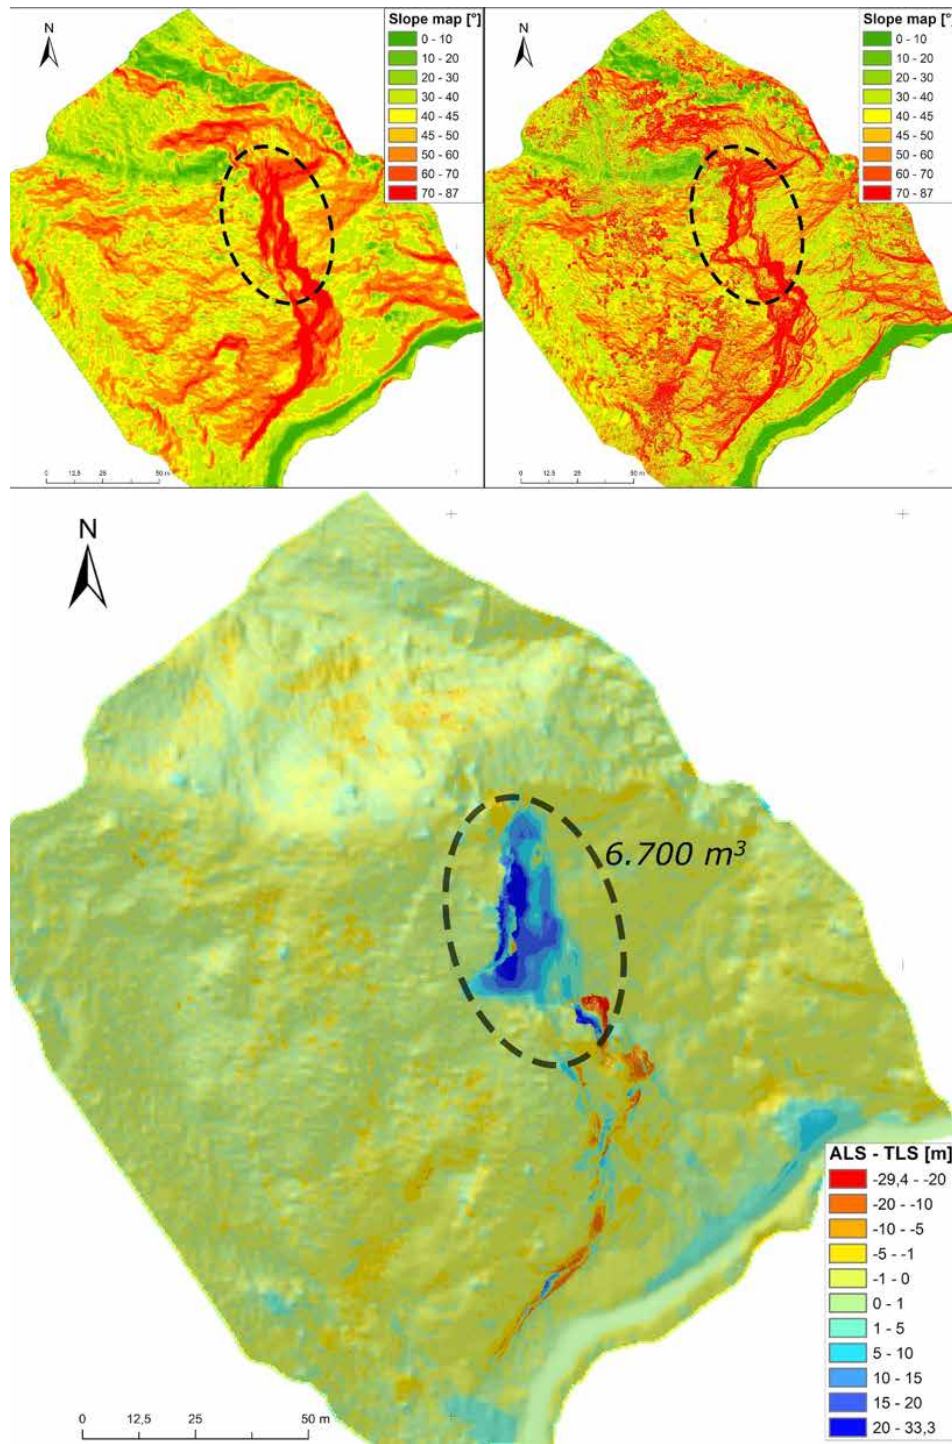 N
Slope map [°]
0 - 10
10 - 20
20 - 30
30 - 40
40 - 45
45 - 50
50 - 60
60 - 70
70 - 87
0 12,5 25 50 m
N
Slope map [°]
0 - 10
10 - 20
20 - 30
30 - 40
40 - 45
45 - 50
50 - 60
60 - 70
70 - 87
0 12,5 25 50 m
N
6.700 m³
ALS - TLS [m]
-29,4 - -20
-20 - -10
-10 - -5
-5 - -1
-1 - 0
0 - 1
1 - 5
5 - 10
10 - 15
15 - 20
20 - 33,3
0 12,5 25 50 m